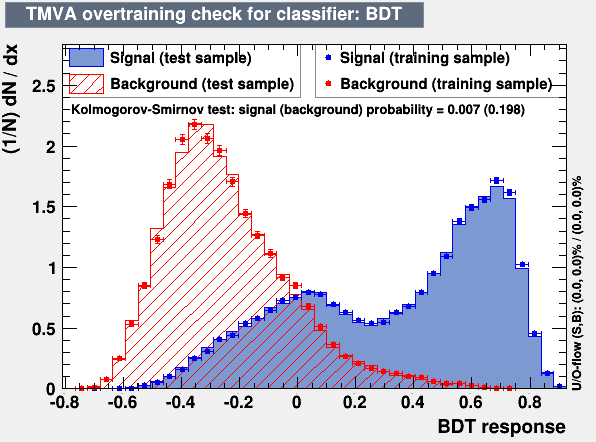 TMVA overtraining check for classifier: BDT
(1/N) dN / dx
Signal (test sample)
Background (test sample)
Signal (training sample)
Background (training sample)
Kolmogorov-Smirnov test: signal (background) probability = 0.007 (0.198)
2.5
2
1.5
1
0.5
0
-0.8 -0.6 -0.4 -0.2 0 0.2 0.4 0.6 0.8
BDT response
U/O-flow (S,B): (0.0, 0.0)% / (0.0, 0.0)%